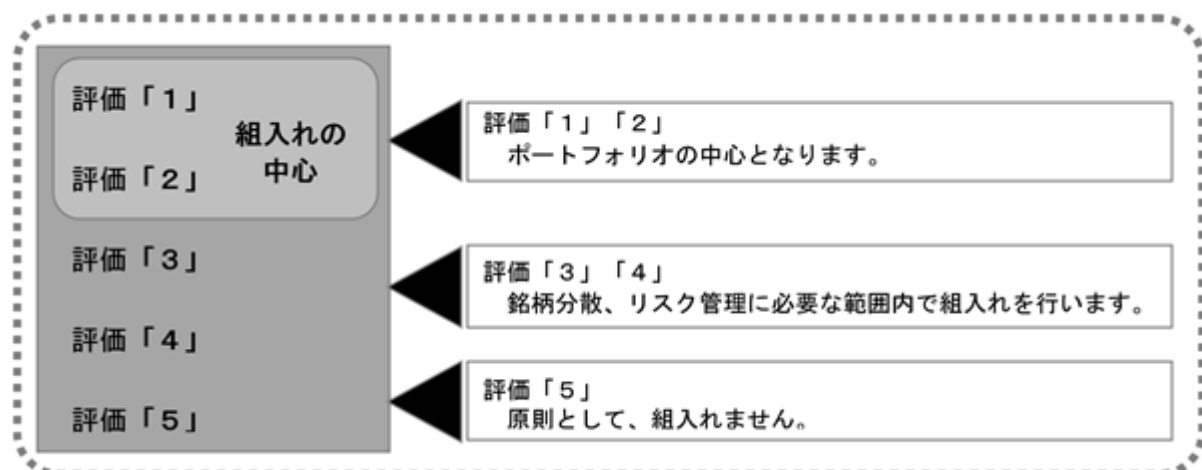 評価「１」
評価「２」
組入れの
中心
評価「３」
評価「４」
評価「５」
評価「１」「２」
ポートフォリオの中心となります。
評価「３」「４」
銘柄分散、リスク管理に必要な範囲内で組入れを行います。
評価「５」
原則として、組入れません。